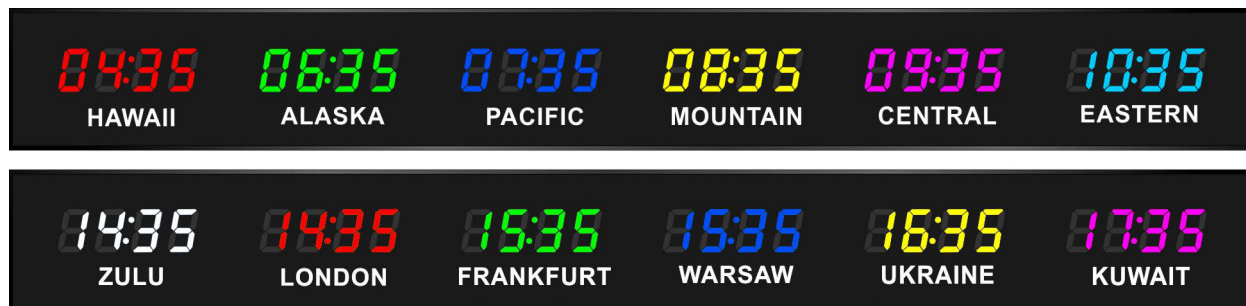 04:35 06:35 07:35 08:35 09:35 10:35
HAWAII ALASKA PACIFIC MOUNTAIN CENTRAL EASTERN
14:35 14:35 15:35 15:35 16:35 17:35
ZULU LONDON FRANKFURT WARSAW UKRAINE KUWAIT